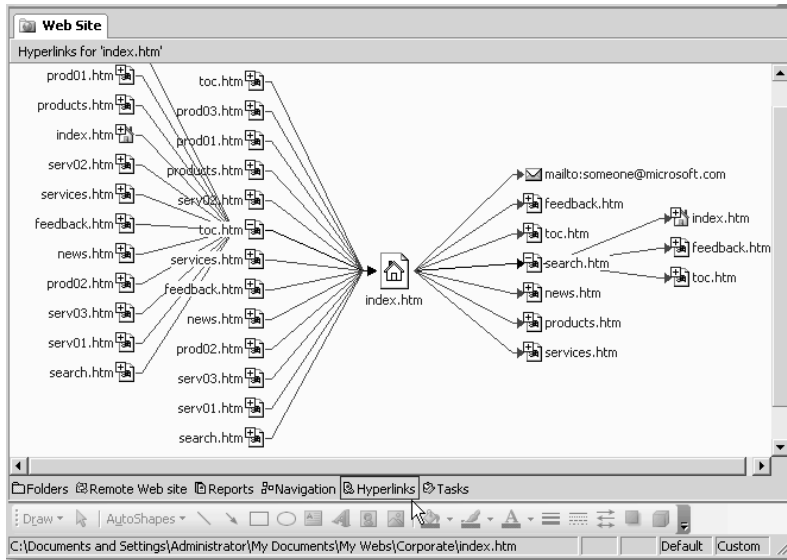 Web Site
Hyperlinks for 'index.htm'
prod01.htm
products.htm
index.htm
serv02.htm
services.htm
feedback.htm
news.htm
prod02.htm
serv03.htm
serv01.htm
search.htm
toc.htm
prod03.htm
prod01.htm
products.htm
serv02.htm
toc.htm
services.htm
feedback.htm
news.htm
prod02.htm
serv03.htm
serv01.htm
search.htm
index.htm
mailto:someone@microsoft.com
feedback.htm
toc.htm
search.htm
news.htm
products.htm
services.htm
index.htm
feedback.htm
toc.htm
Folders Remote Web site Reports Navigation Hyperlinks Tasks
Draw AutoShapes
C:\Documents and Settings\Administrator\My Documents\My Webs\Corporate\index.htm Default Custom